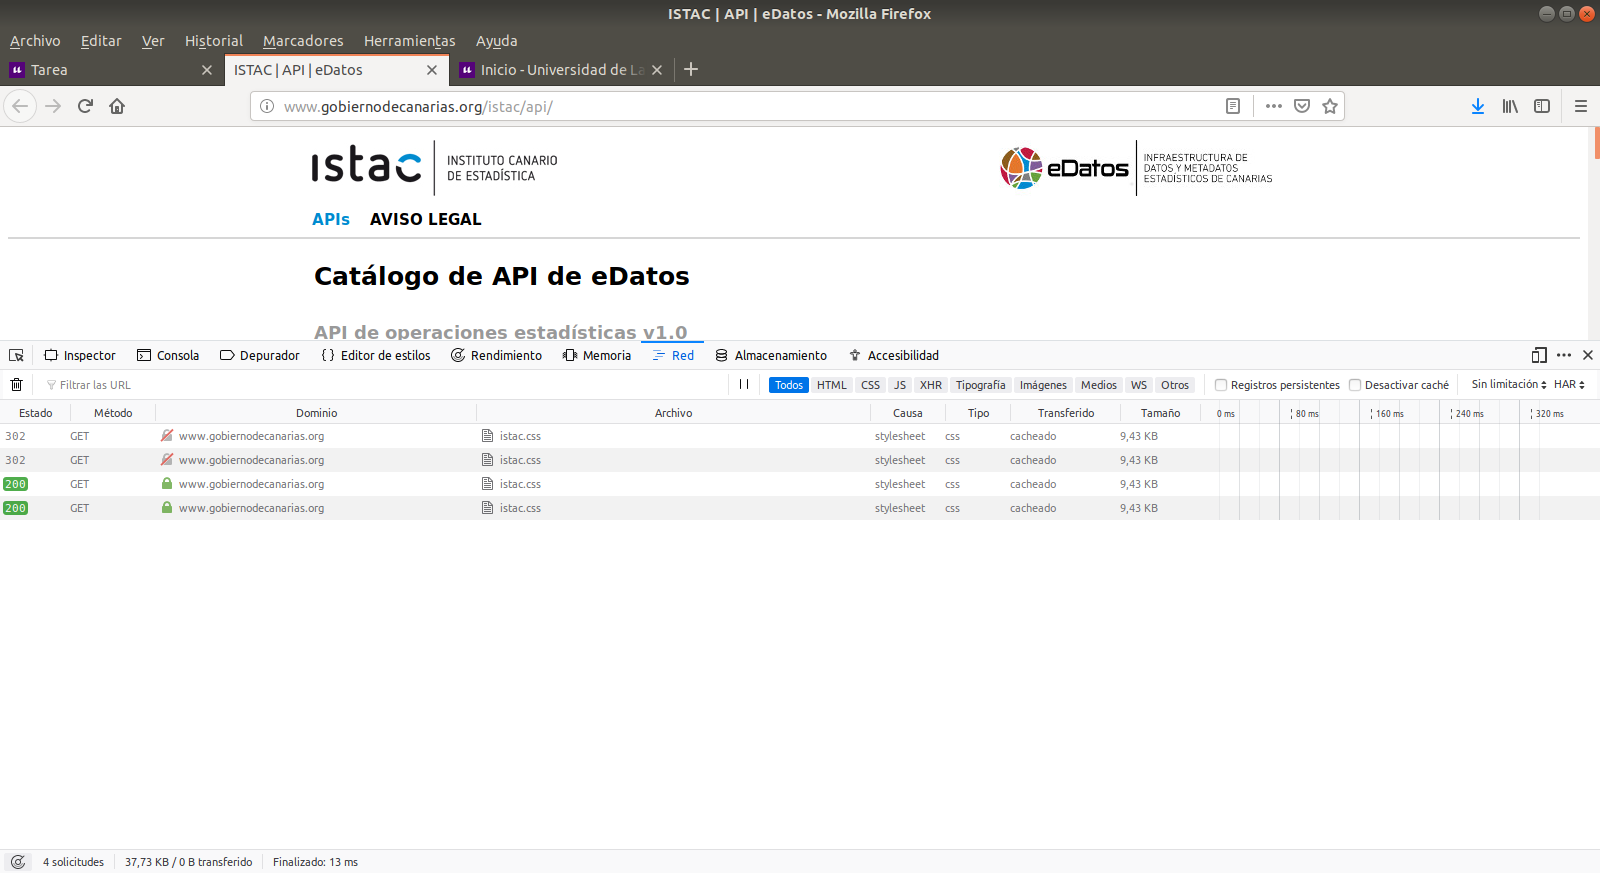 ISTAC | API | eDatos - Mozilla Firefox
Archivo Editar Ver Historial Marcadores Herramientas Ayuda
Tarea ISTAC | API | eDatos Inicio - Universidad de La
www.gobiernodecanarias.org/istac/api/
istac INSTITUTO CANARIO
DE ESTADÍSTICA
eDatos INFRAESTRUCTURA DE
DATOS Y METADATOS
ESTADÍSTICOS DE CANARIAS
APIs AVISO LEGAL
Catálogo de API de eDatos
API de operaciones estadísticas v1.0
Inspector Consola Depurador Editor de estilos Rendimiento Memoria Red Almacenamiento Accesibilidad
Filtrar las URL Todos HTML CSS JS XHR Tipografía Imágenes Medios WS Otros Registros persistentes Desactivar caché Sin limitación HAR
Estado Método Dominio Archivo Causa Tipo Transferido Tamaño 0 ms 80 ms 160 ms 240 ms 320 ms
302 GET www.gobiernodecanarias.org istac.css stylesheet css cacheado 9,43 KB
302 GET www.gobiernodecanarias.org istac.css stylesheet css cacheado 9,43 KB
200 GET www.gobiernodecanarias.org istac.css stylesheet css cacheado 9,43 KB
200 GET www.gobiernodecanarias.org istac.css stylesheet css cacheado 9,43 KB
4 solicitudes 37,73 KB / 0 B transferido Finalizado: 13 ms